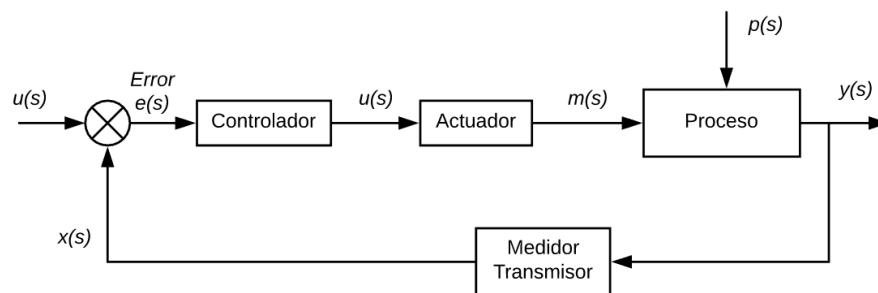 p(s)
Error
u(s)
e(s)
u(s)
m(s)
y(s)
Controlador
Actuador
Proceso
x(s)
Medidor
Transmisor